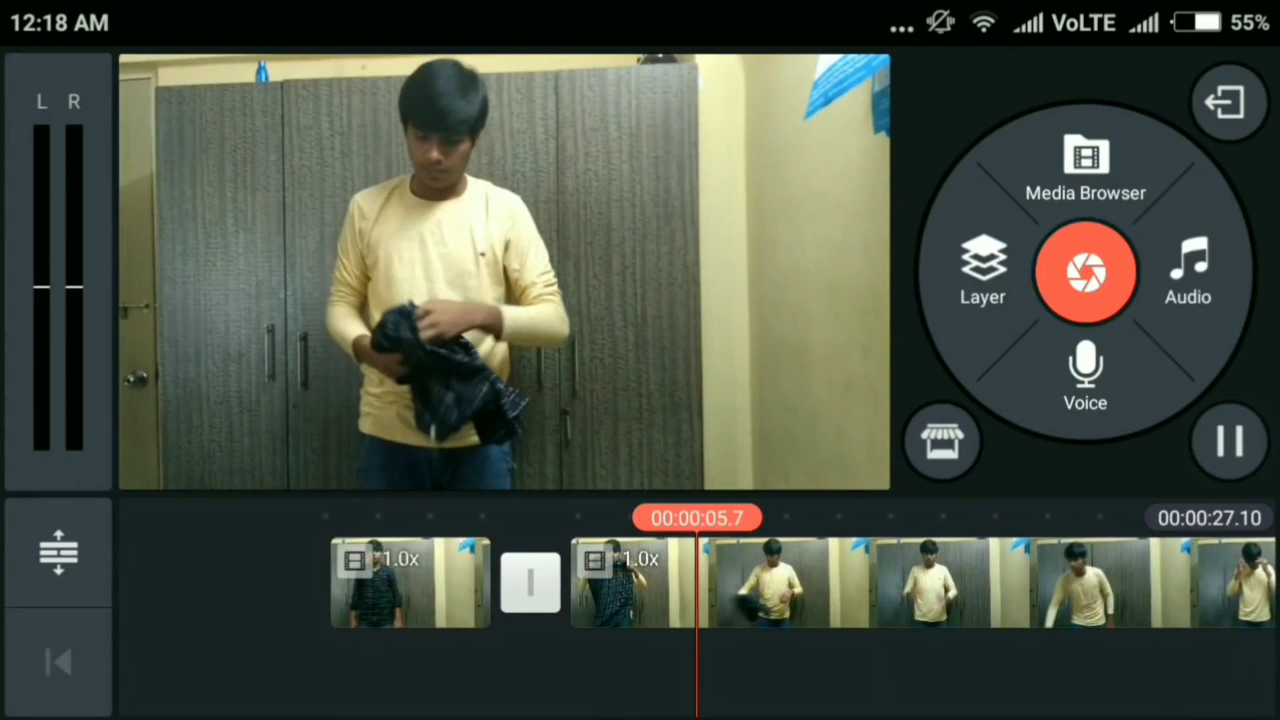 12:18 AM
VoLTE
55%
L R
Media Browser
Layer
Audio
Voice
00:00:05.7
00:00:27.10
1.0x
1.0x